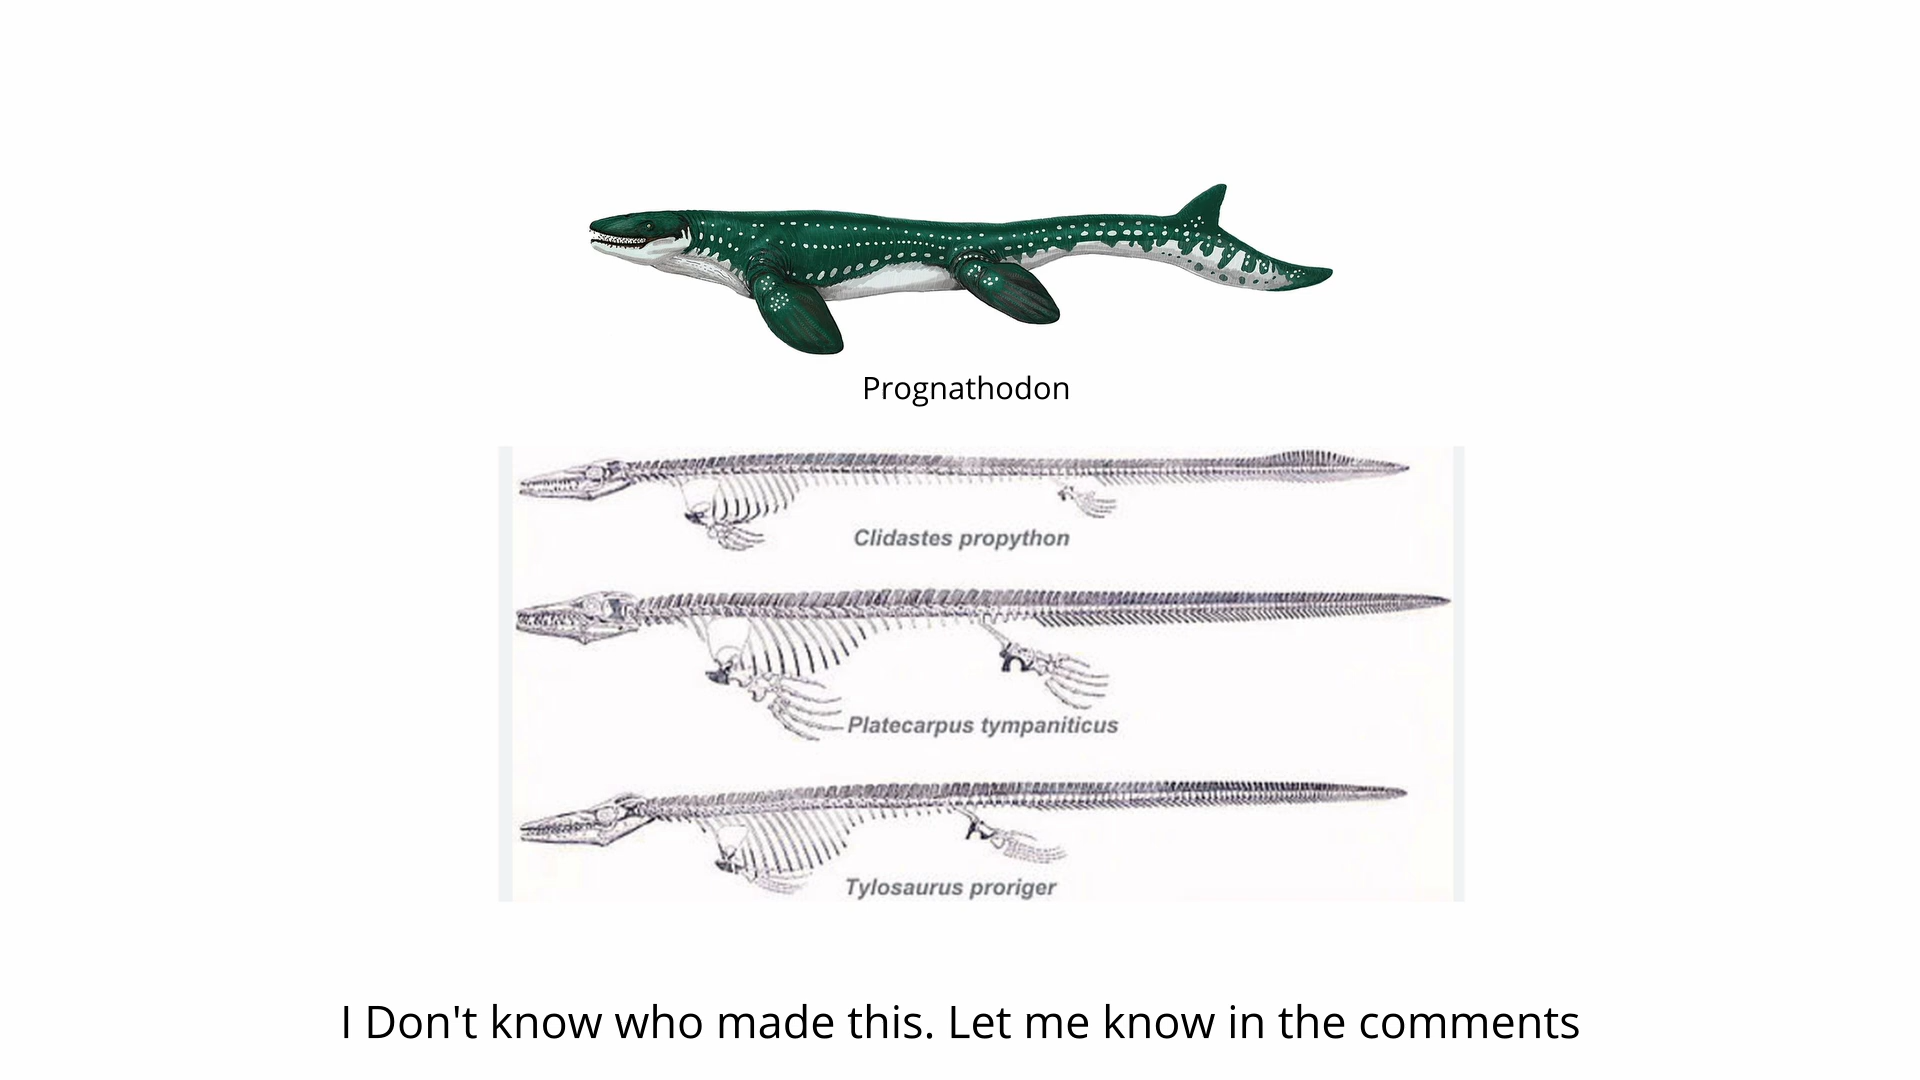 Prognathodon
Clidastes propython
Platecarpus tympaniticus
Tylosaurus proriger
I Don't know who made this. Let me know in the comments